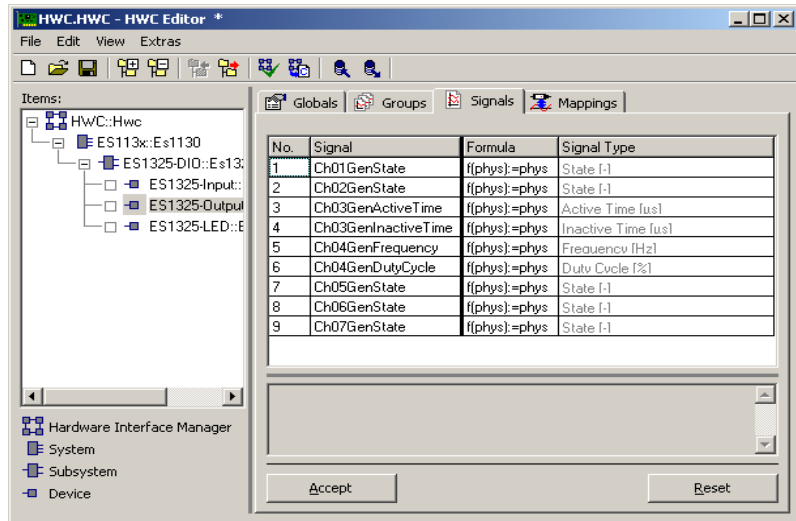 HWC.HWC - HWC Editor *
File Edit View Extras
Items:
HWC::Hwc
ES113x::Es1130
ES1325-DIO::Es13
ES1325-Input::
ES1325-Output
ES1325-LED::E
Hardware Interface Manager
System
Subsystem
Device
Globals Groups Signals Mappings
No. Signal Formula Signal Type
1 Ch01GenState f(phys):=phys State [-]
2 Ch02GenState f(phys):=phys State [-]
3 Ch03GenActiveTime f(phys):=phys Active Time [µs]
4 Ch03GenInactiveTime f(phys):=phys Inactive Time [µs]
5 Ch04GenFrequency f(phys):=phys Frequency [Hz]
6 Ch04GenDutyCycle f(phys):=phys Duty Cycle [%]
7 Ch05GenState f(phys):=phys State [-]
8 Ch06GenState f(phys):=phys State [-]
9 Ch07GenState f(phys):=phys State [-]
Accept Reset